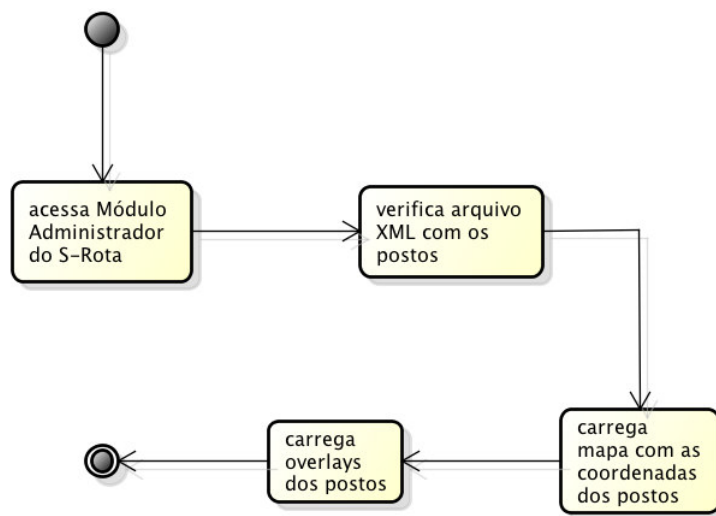 acessa Módulo
Administrador
do S-Rota
verifica arquivo
XML com os
postos
carrega
mapa com as
coordenadas
dos postos
carrega
overlays
dos postos